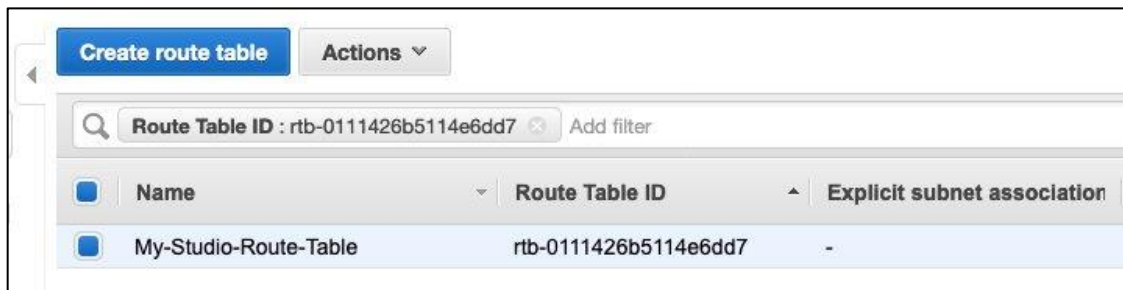 Create route table Actions
Route Table ID : rtb-0111426b5114e6dd7 Add filter
Name Route Table ID Explicit subnet association
My-Studio-Route-Table rtb-0111426b5114e6dd7 -